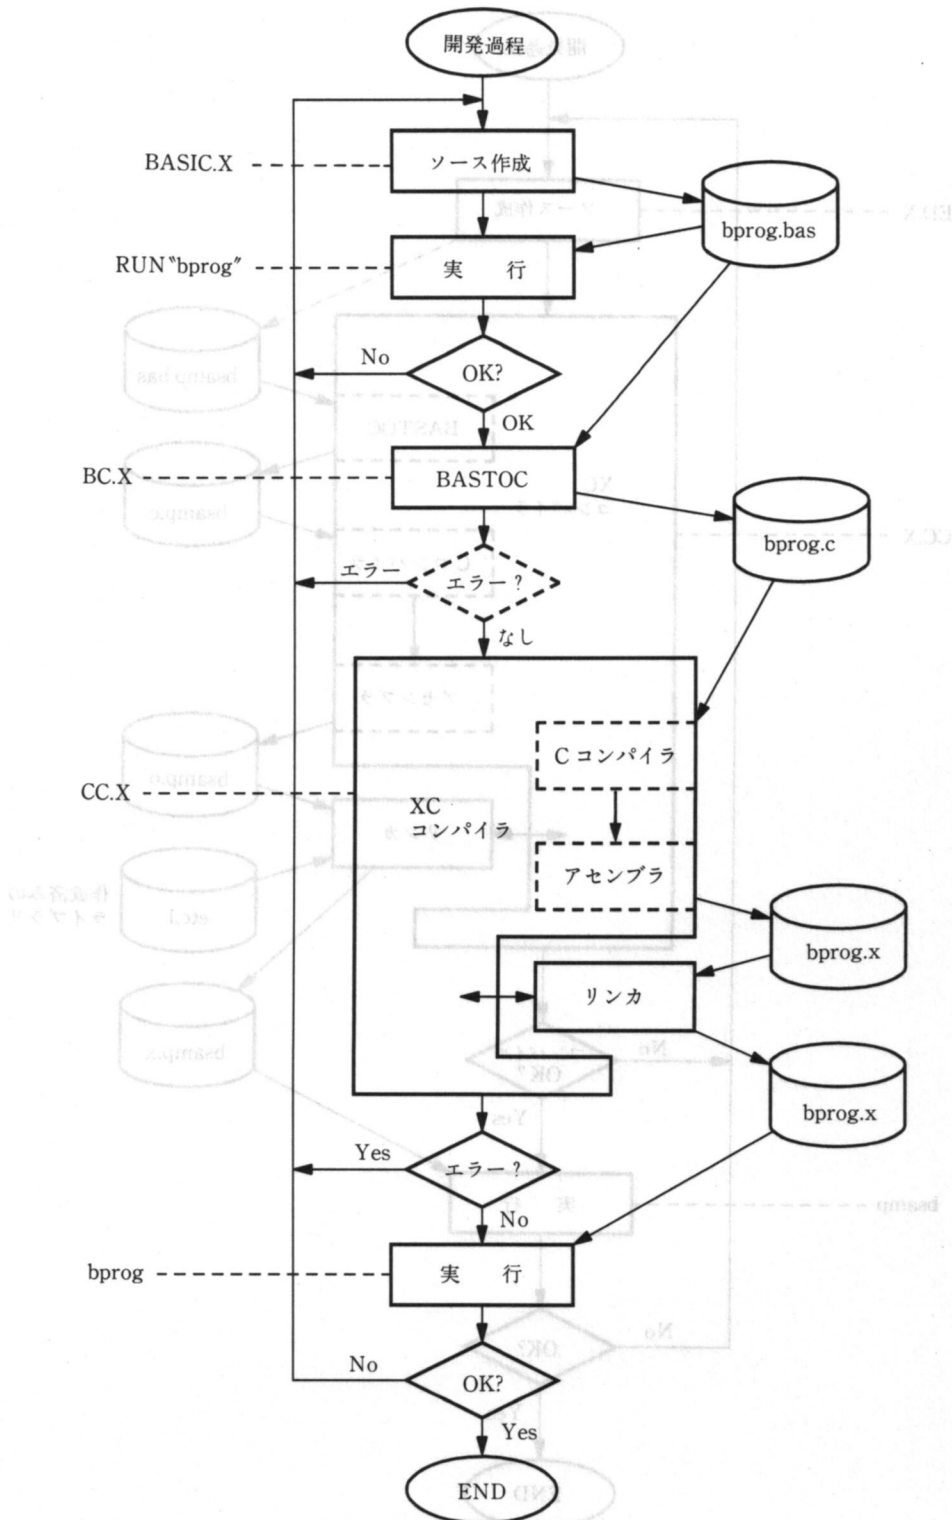 開発過程
BASIC.X
ソース作成
bprog.bas
RUN〝bprog〟
実 行
No
OK?
OK
BC.X
BASTOC
bprog.c
エラー
エラー?
なし
Cコンパイラ
CC.X
XC
コンパイラ
アセンブラ
bprog.x
リンカ
bprog.x
Yes
エラー?
No
bprog
実 行
No
OK?
Yes
END